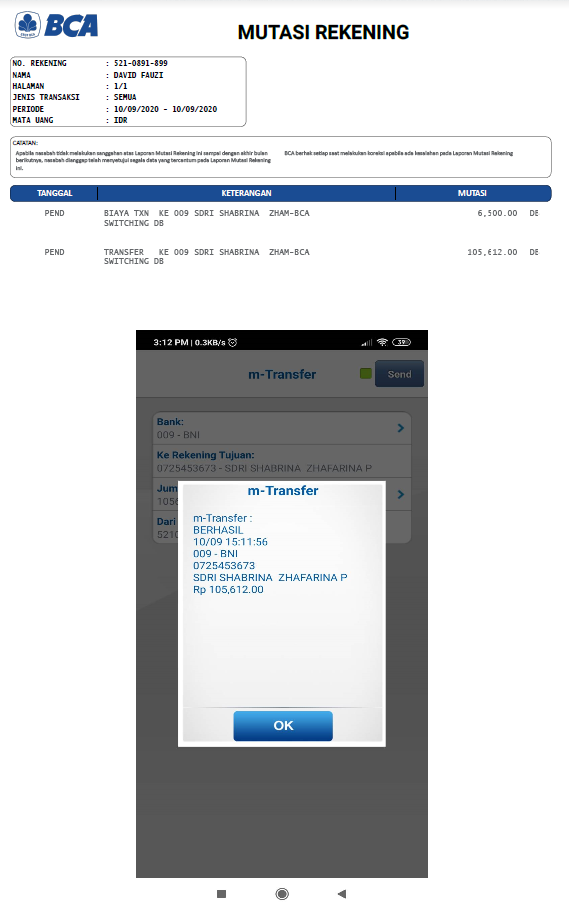 BCA
MUTASI REKENING
NO. REKENING : 521-0891-899
NAMA : DAVID FAUZI
HALAMAN : 1/1
JENIS TRANSAKSI : SEMUA
PERIODE : 10/09/2020 - 10/09/2020
MATA UANG : IDR
CATATAN:
Apabila nasabah tidak melakukan sanggahan atas Laporan Mutasi Rekening ini sampai dengan akhir bulan
berikutnya, nasabah dianggap telah menyetujui segala data yang tercantum pada Laporan Mutasi Rekening
ini.
BCA berhak setiap saat melakukan koreksi apabila ada kesalahan pada Laporan Mutasi Rekening
TANGGAL KETERANGAN MUTASI
PEND BIAYA TXN KE 009 SDRI SHABRINA ZHAM-BCA 6,500.00 DB
SWITCHING DB
PEND TRANSFER KE 009 SDRI SHABRINA ZHAM-BCA 105,612.00 DB
SWITCHING DB
3:12 PM | 0.3KB/s 39
m-Transfer Send
Bank:
009 - BNI
Ke Rekening Tujuan:
0725453673 - SDRI SHABRINA ZHAFARINA P
Jum
1056
Dari
5210
m-Transfer
m-Transfer :
BERHASIL
10/09 15:11:56
009 - BNI
0725453673
SDRI SHABRINA ZHAFARINA P
Rp 105,612.00
OK